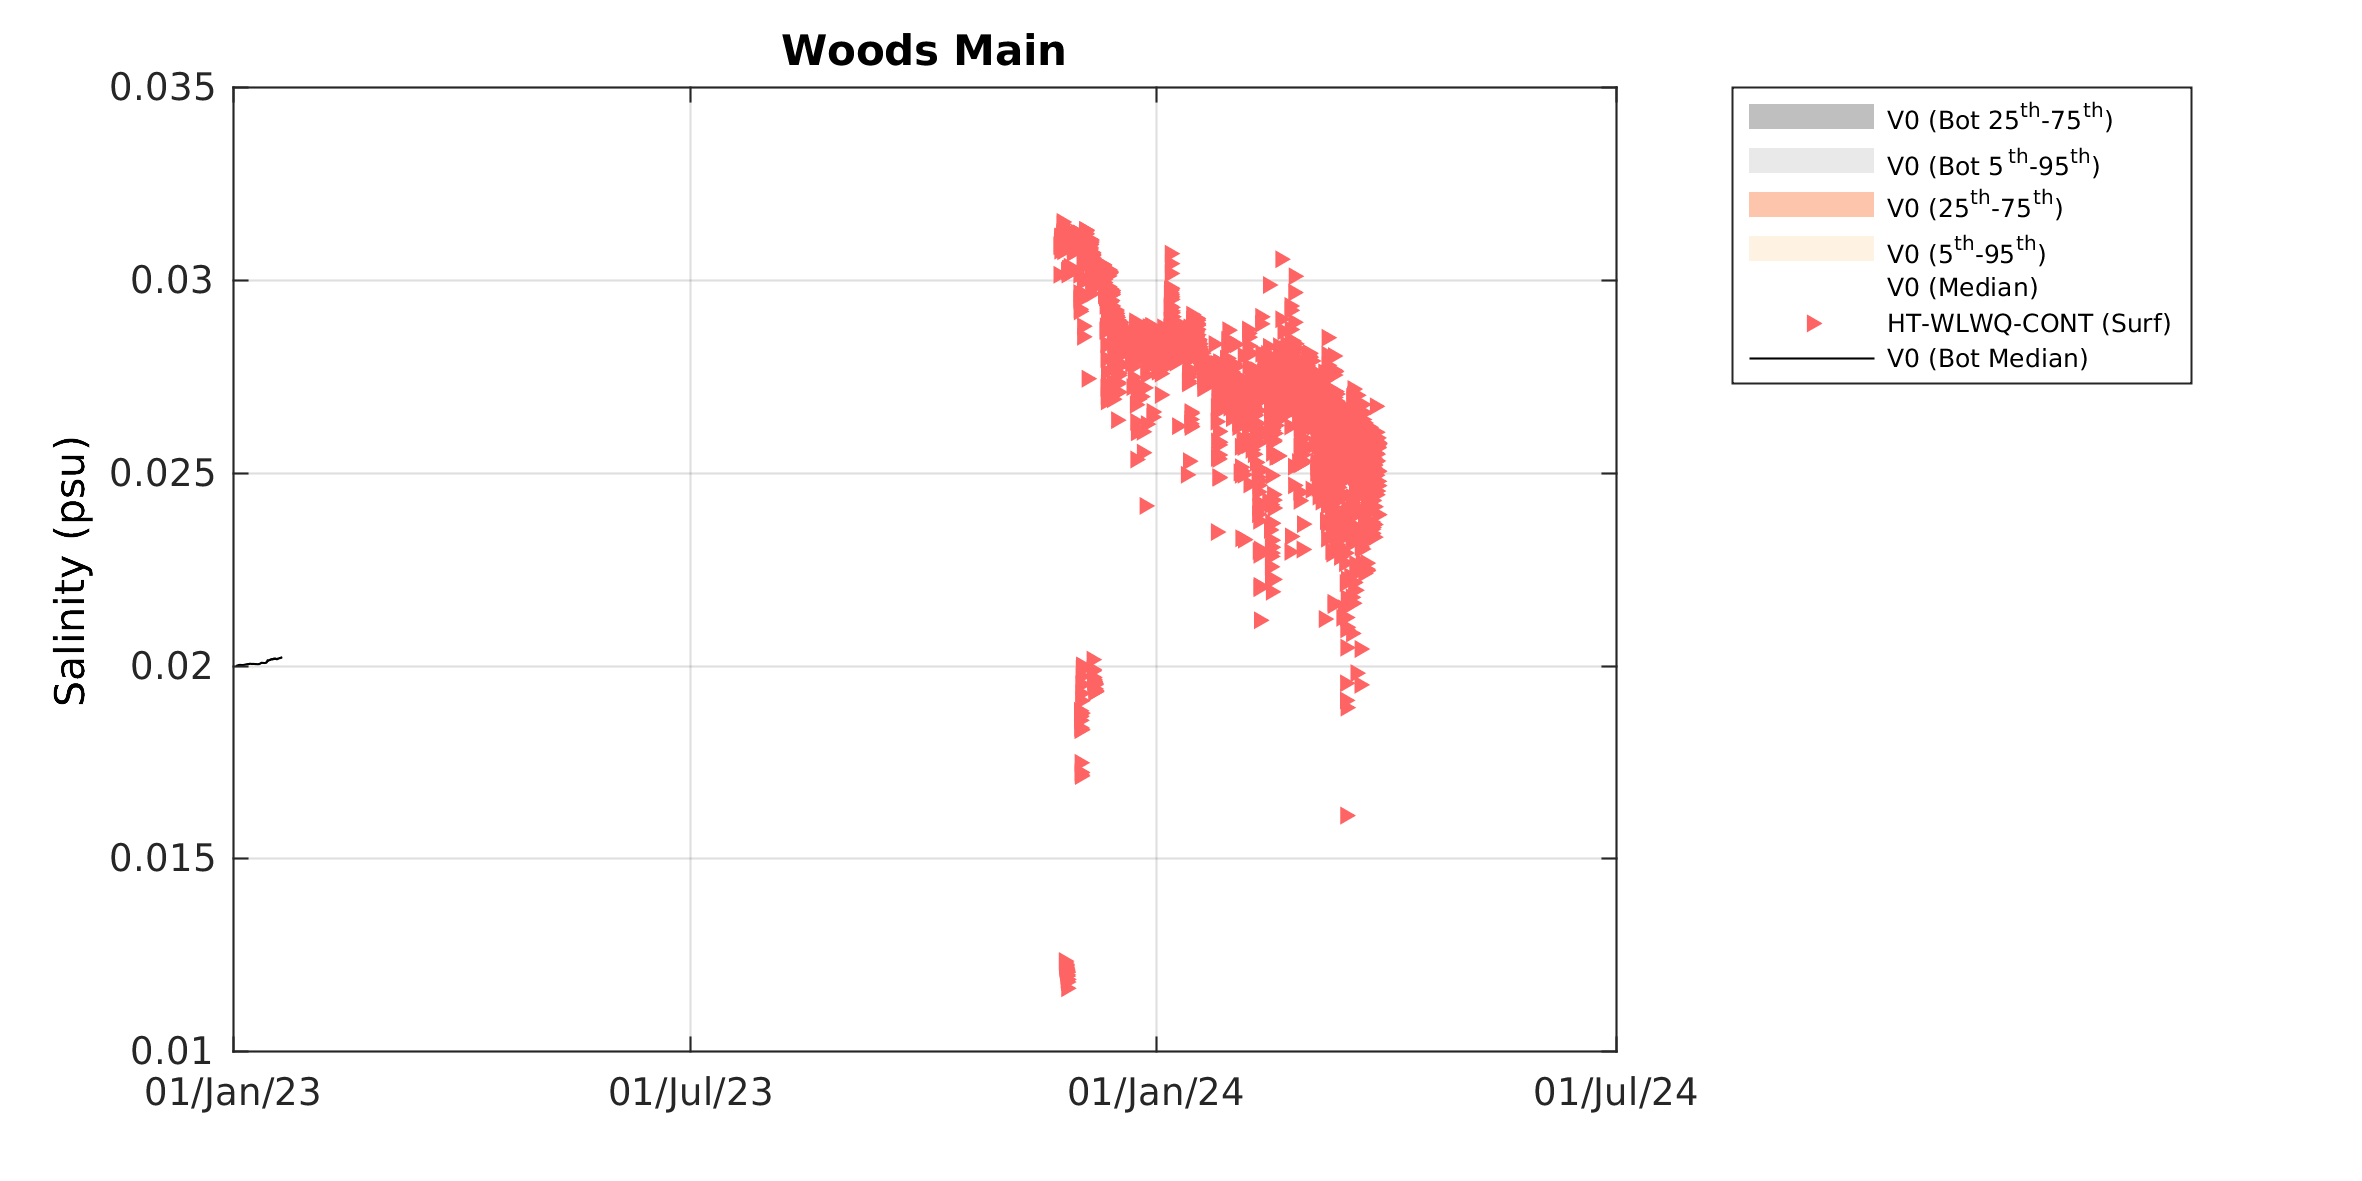 Woods Main
Salinity (psu)
0.035
0.03
0.025
0.02
0.015
0.01
01/Jan/23
01/Jul/23
01/Jan/24
01/Jul/24
V0 (Bot 25th-75th)
V0 (Bot 5th-95th)
V0 (25th-75th)
V0 (5th-95th)
V0 (Median)
HT-WLWQ-CONT (Surf)
V0 (Bot Median)